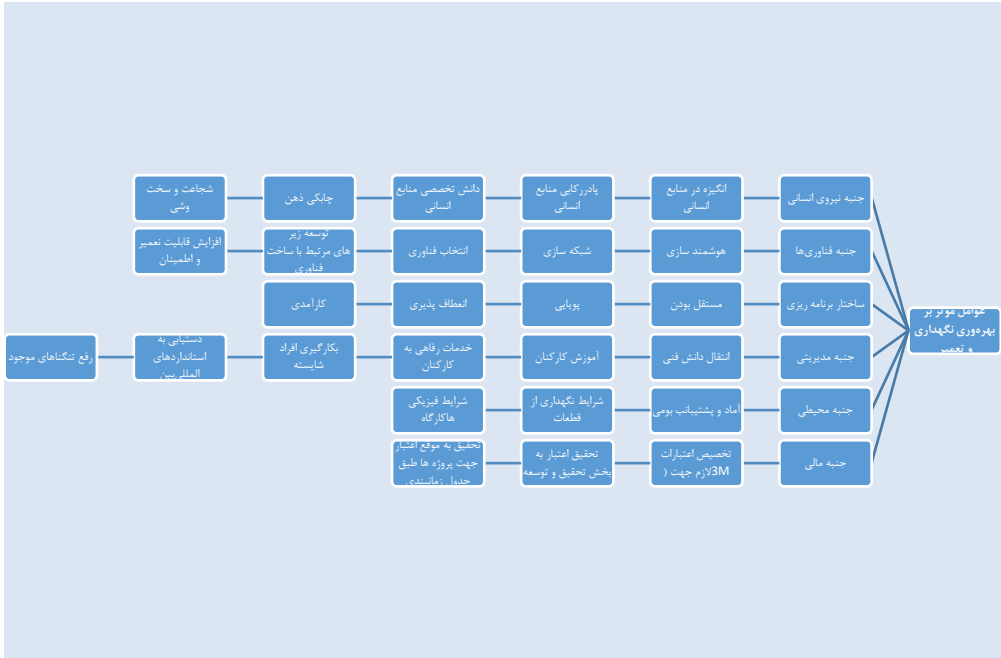 عوامل موثر بر
بهره‌وری نگهداری
و تعمیر
جنبه نیروی انسانی
انگیزه در منابع
انسانی
پادررکابی منابع
انسانی
دانش تخصصی منابع
انسانی
چابکی ذهن
شجاعت و سخت
وشی
جنبه فناوری‌ها
هوشمند سازی
شبکه سازی
انتخاب فناوری
توسعه زیر
های مرتبط با ساخت
فناوری
افزایش قابلیت تعمیر
و اطمینان
ساختار برنامه ریزی
مستقل بودن
پویایی
انعطاف پذیری
کارآمدی
جنبه مدیریتی
انتقال دانش فنی
آموزش کارکنان
خدمات رفاهی به
کارکنان
بکارگیری افراد
شایسته
دستیابی به
استانداردهای
المللی‌بین
رفع تنگناهای موجود
جنبه محیطی
آماد و پشتیبانب بومی
شرایط نگهداری از
قطعات
شرایط فیزیکی
هاکارگاه
جنبه مالی
تخصیص اعتبارات
3Mلازم جهت (
تحقیق اعتبار به
بخش تحقیق و توسعه
تحقیق به موقع اعتبار
جهت پروژه ها طبق
جدول زمانبندی